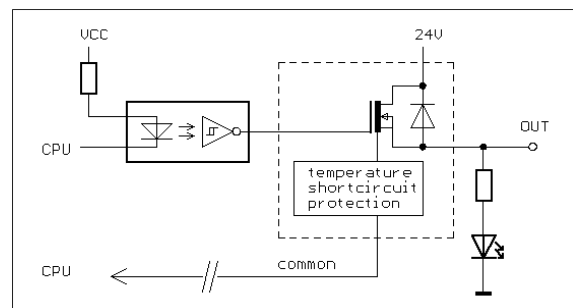 VCC
24V
CPU
OUT
temperature
shortcircuit
protection
CPU
common